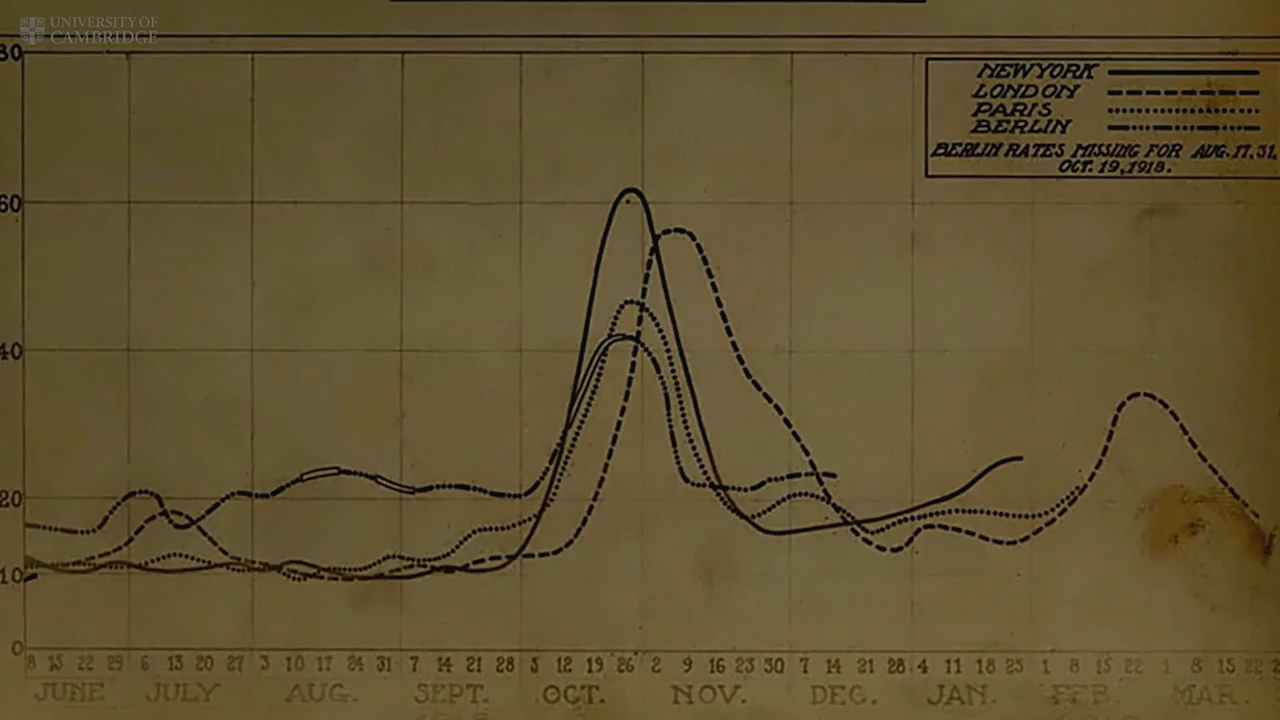 UNIVERSITY OF
CAMBRIDGE
80
NEWYORK
LONDON
PARIS
BERLIN
BERLIN RATES MISSING FOR AUG. 17, 31,
OCT. 19, 1918.
60
40
20
10
0
8 15 22 29 6 13 20 27 3 10 17 24 31 7 14 21 28 5 12 19 26 2 9 16 23 30 7 14 21 28 4 11 18 25 1 8 15 22 1 8 15 22
JUNE JULY AUG. SEPT. OCT. NOV. DEC. JAN. FEB. MAR.